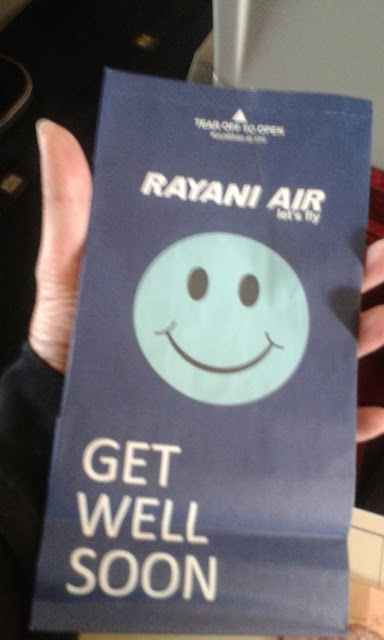 TEAR OFF TO OPEN
RAYANI AIR
let's fly
GET
WELL
SOON